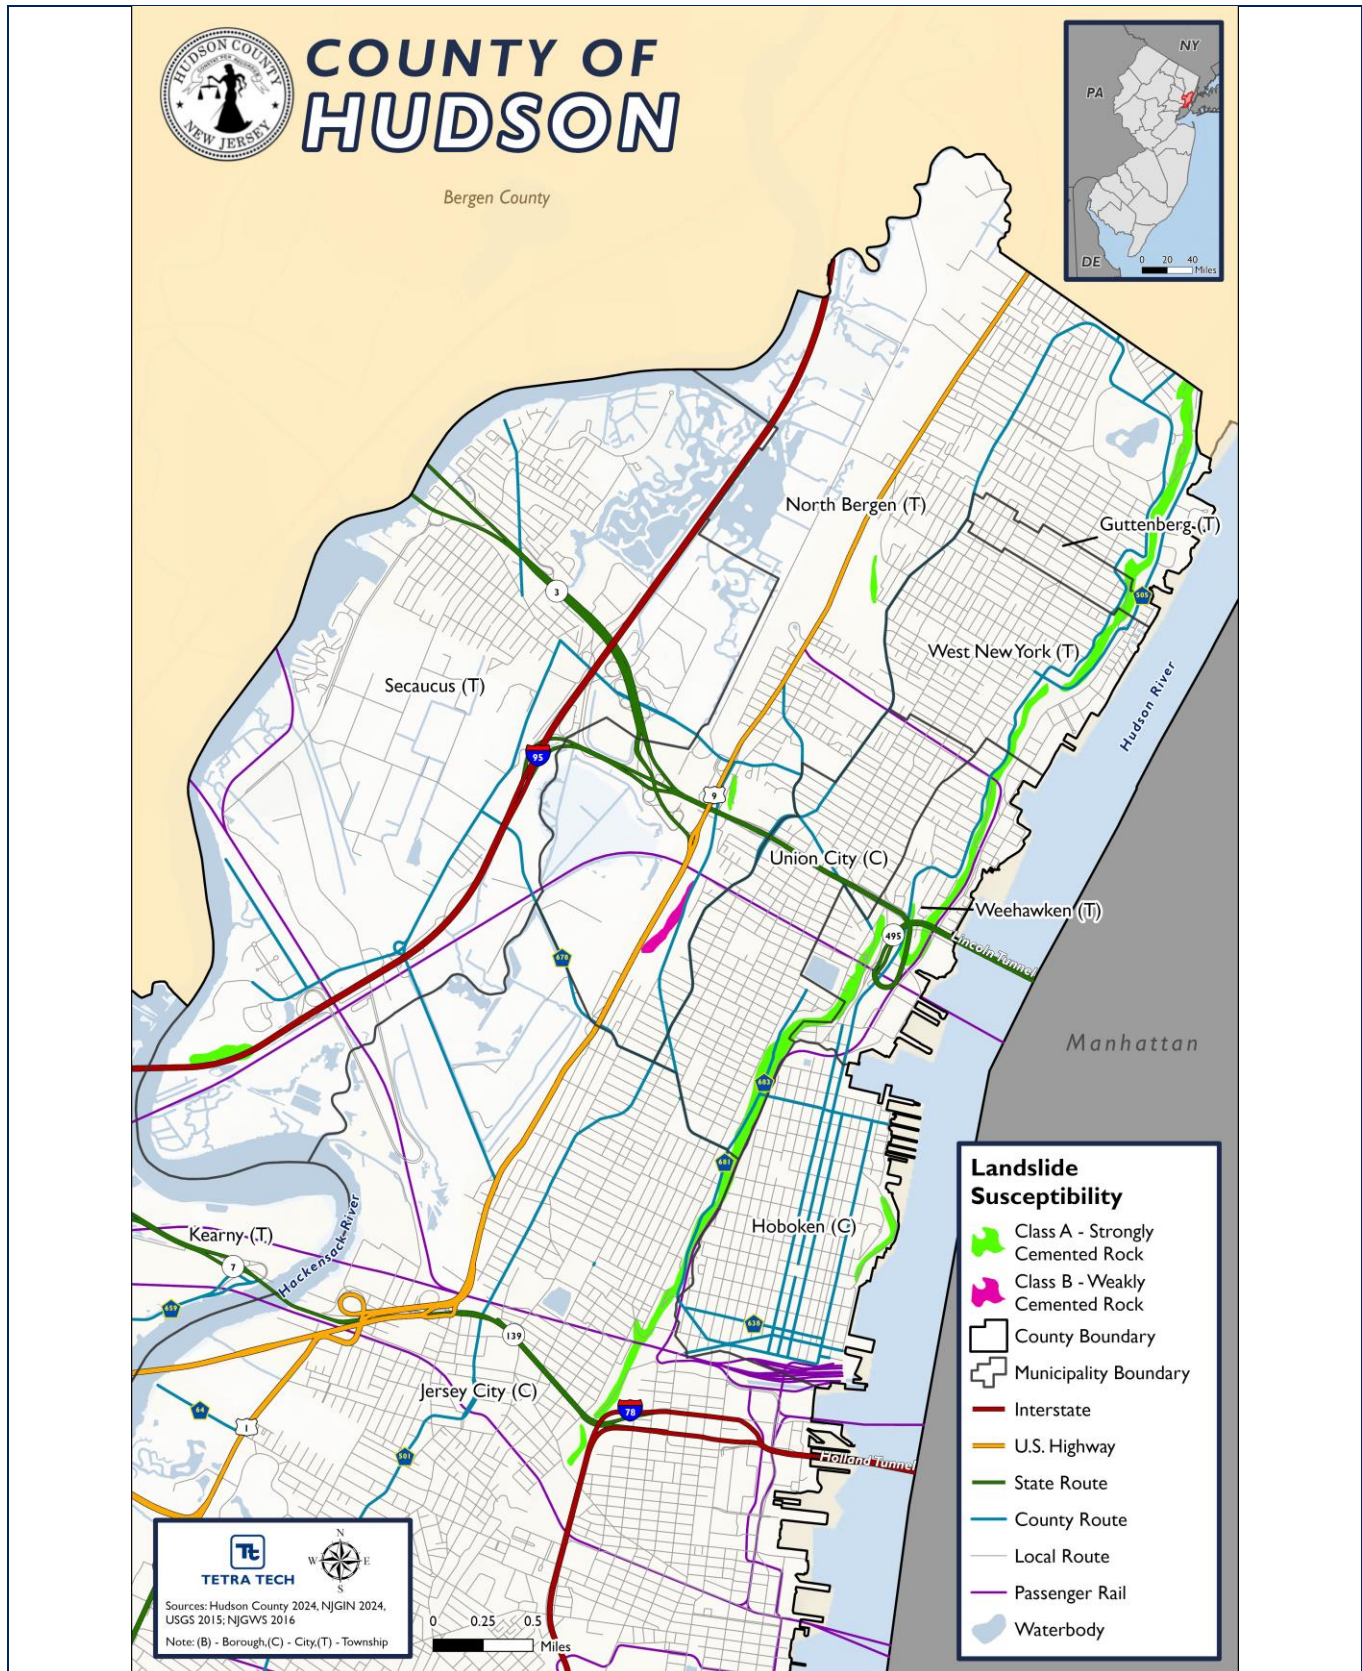 HUDSON COUNTY
NEW JERSEY
COUNTY OF
HUDSON
Bergen County
NY
PA
DE
0 20 40
Miles
North Bergen (T)
Guttenberg (T)
505
3
West New York (T)
Secaucus (T)
Hudson River
95
9
Union City (C)
Weehawken (T)
495
Lincoln Tunnel
678
Manhattan
683
681
Hoboken (C)
Kearny (T)
7
Hackensack River
659
638
139
Jersey City (C)
64
78
1
501
Holland Tunnel
Landslide
Susceptibility
Class A - Strongly
Cemented Rock
Class B - Weakly
Cemented Rock
County Boundary
Municipality Boundary
Interstate
U.S. Highway
State Route
County Route
Local Route
Passenger Rail
Waterbody
Tt
TETRA TECH
N
W E
S
Sources: Hudson County 2024, NJGIN 2024,
USGS 2015; NJGWS 2016
Note: (B) - Borough,(C) - City,(T) - Township
0 0.25 0.5
Miles